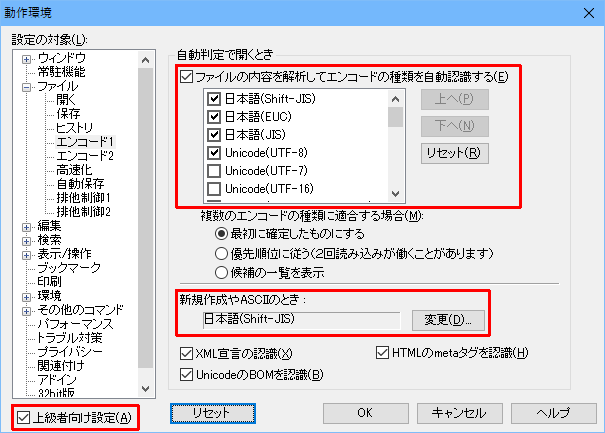 動作環境
設定の対象(L):
ウィンドウ
常駐機能
ファイル
開く
保存
ヒストリ
エンコード1
エンコード2
高速化
自動保存
排他制御1
排他制御2
編集
検索
表示/操作
ブックマーク
印刷
環境
その他のコマンド
パフォーマンス
トラブル対策
プライバシー
関連付け
アドイン
32bit版
上級者向け設定(A)
自動判定で開くとき
ファイルの内容を解析してエンコードの種類を自動認識する(E)
日本語(Shift-JIS)
日本語(EUC)
日本語(JIS)
Unicode(UTF-8)
Unicode(UTF-7)
Unicode(UTF-16)
上へ(P)
下へ(N)
リセット(R)
複数のエンコードの種類に適合する場合(M):
最初に確定したものにする
優先順位に従う(2回読み込みが働くことがあります)
候補の一覧を表示
新規作成やASCIIのとき:
日本語(Shift-JIS)
変更(D)...
XML宣言の認識(X)
HTMLのmetaタグを認識(H)
UnicodeのBOMを認識(B)
リセット
OK
キャンセル
ヘルプ